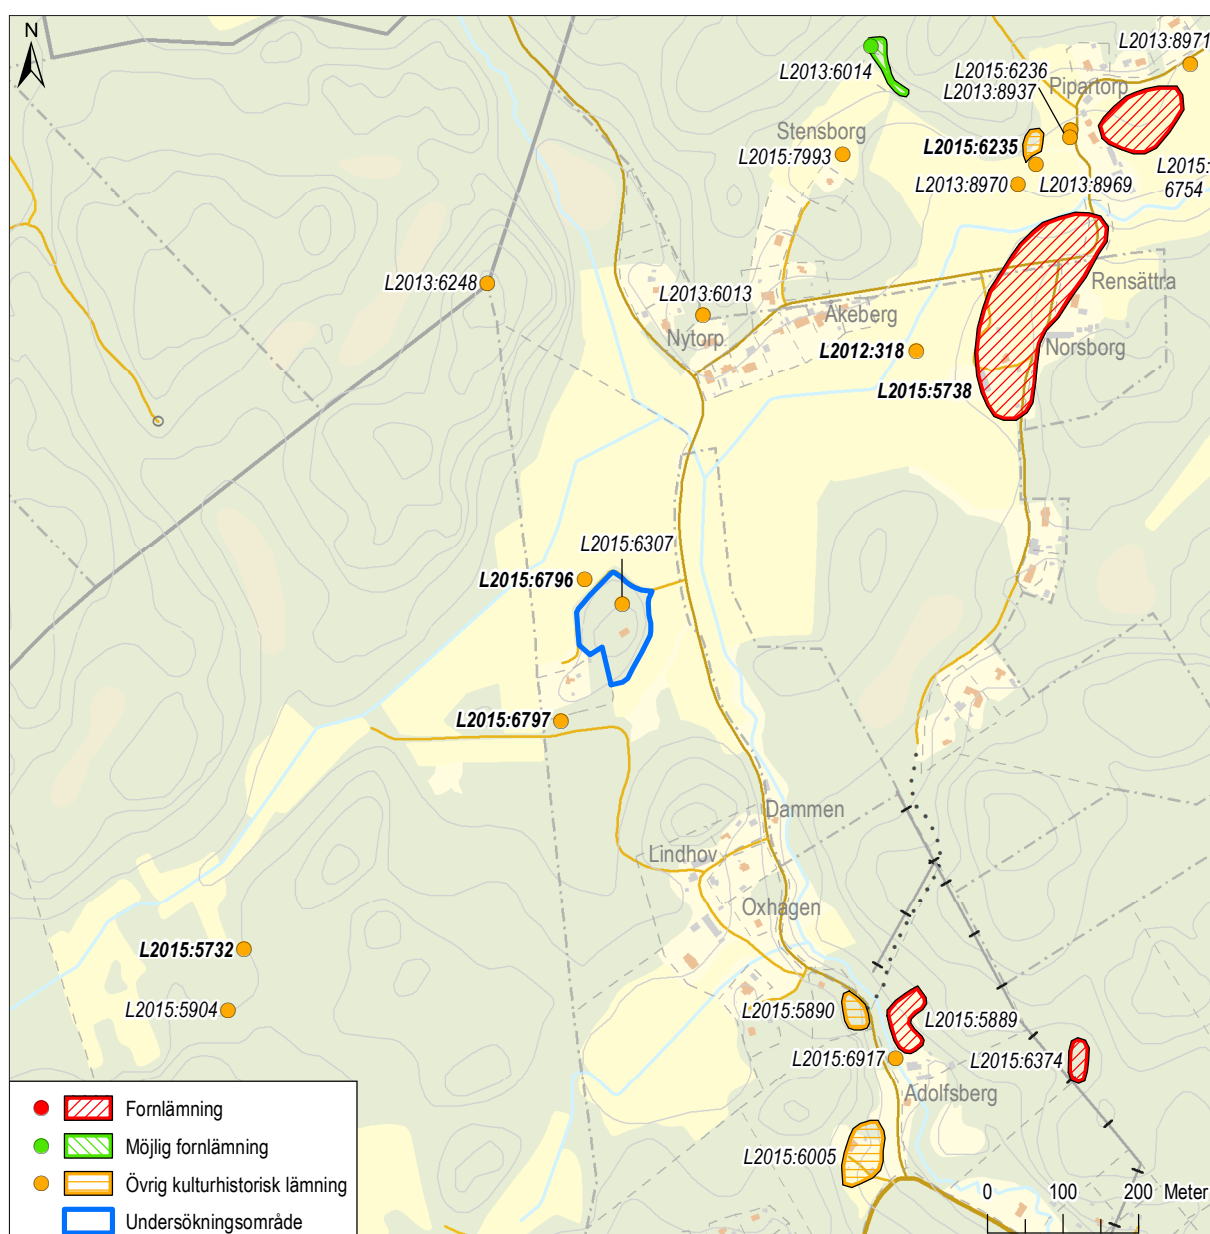 N
L2013:8971
L2013:6014
L2015:6236
L2013:8937
Pipartorp
Stensborg
L2015:7993
L2015:6235
L2013:8970
L2013:8969
L2015:
6754
L2013:6248
L2013:6013
Nytorp
Åkeberg
Rensättra
Norsborg
L2012:318
L2015:5738
L2015:6307
L2015:6796
L2015:6797
Dammen
Lindhov
Oxhagen
L2015:5732
L2015:5904
L2015:5890
L2015:5889
L2015:6917
L2015:6374
Adolfsberg
L2015:6005
Fornlämning
Möjlig fornlämning
Övrig kulturhistorisk lämning
Undersökningsområde
0 100 200 Meter